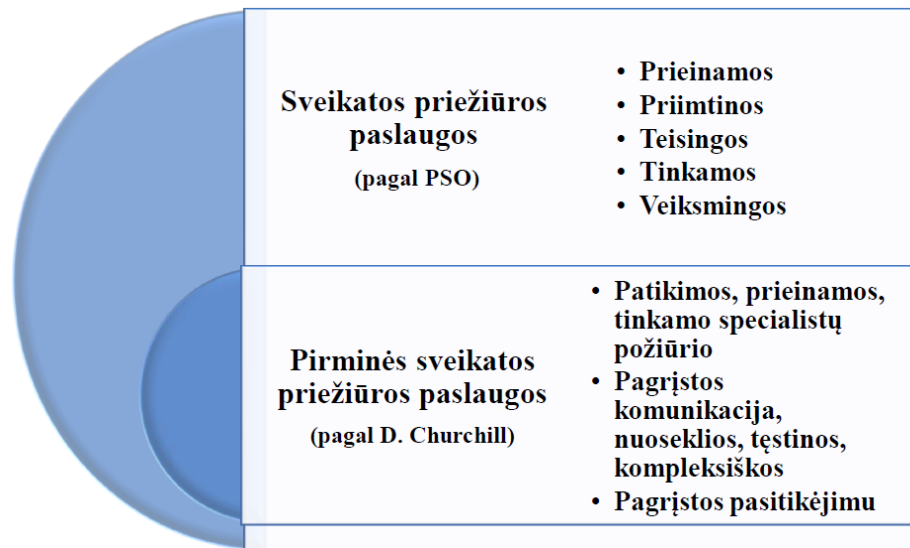 Sveikatos priežiūros
paslaugos
(pagal PSO)
• Prieinamos
• Priimtinos
• Teisingos
• Tinkamos
• Veiksmingos
Pirminės sveikatos
priežiūros paslaugos
(pagal D. Churchill)
• Patikimos, prieinamos,
tinkamo specialistų
požiūrio
• Pagrįstos
komunikacija,
nuoseklios, tęstinos,
kompleksiškos
• Pagrįstos pasitikėjimu